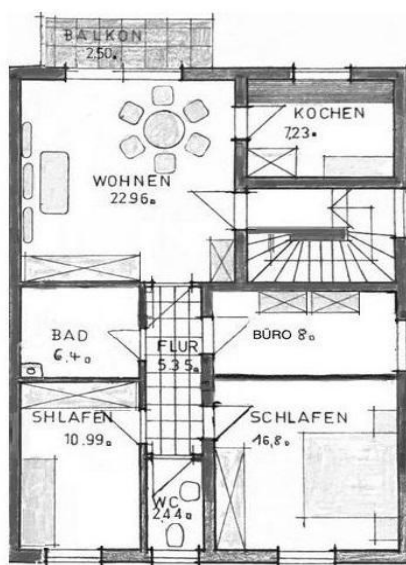 BALKON
2.50
KOCHEN
7.23
WOHNEN
22.96
BAD
6.4
FLUR
5.35
BÜRO 8
SHLAFEN
10.99
SCHLAFEN
16,8
WC
2.44